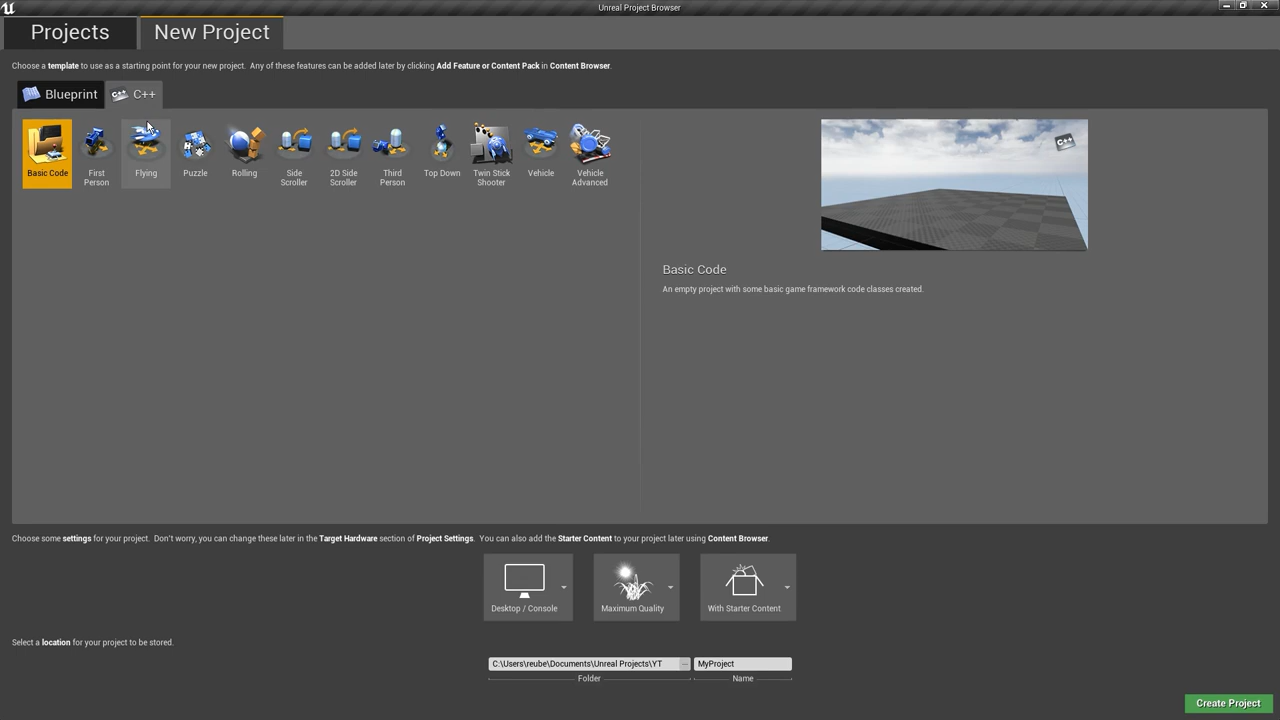 Unreal Project Browser
Projects
New Project
Choose a template to use as a starting point for your new project. Any of these features can be added later by clicking Add Feature or Content Pack in Content Browser.
Blueprint
C++
Basic Code
First Person
Flying
Puzzle
Rolling
Side Scroller
2D Side Scroller
Third Person
Top Down
Twin Stick Shooter
Vehicle
Vehicle Advanced
C++
Basic Code
An empty project with some basic game framework code classes created.
Choose some settings for your project. Don't worry, you can change these later in the Target Hardware section of Project Settings. You can also add the Starter Content to your project later using Content Browser.
Desktop / Console
Maximum Quality
With Starter Content
Select a location for your project to be stored.
C:\Users\reube\Documents\Unreal Projects\YT
...
MyProject
Folder
Name
Create Project